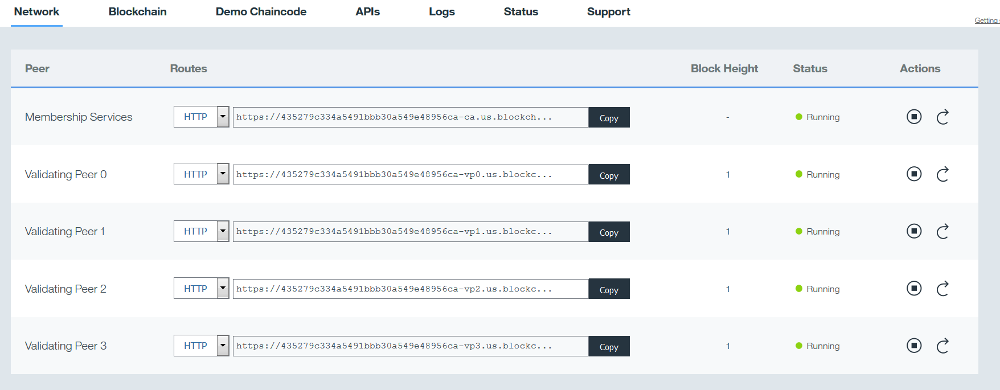 Network Blockchain Demo Chaincode APIs Logs Status Support
Getting
Peer Routes Block Height Status Actions
Membership Services HTTP https://435279c334a5491bbb30a549e48956ca-ca.us.blockch... Copy - Running
Validating Peer 0 HTTP https://435279c334a5491bbb30a549e48956ca-vp0.us.blockc... Copy 1 Running
Validating Peer 1 HTTP https://435279c334a5491bbb30a549e48956ca-vp1.us.blockc... Copy 1 Running
Validating Peer 2 HTTP https://435279c334a5491bbb30a549e48956ca-vp2.us.blockc... Copy 1 Running
Validating Peer 3 HTTP https://435279c334a5491bbb30a549e48956ca-vp3.us.blockc... Copy 1 Running